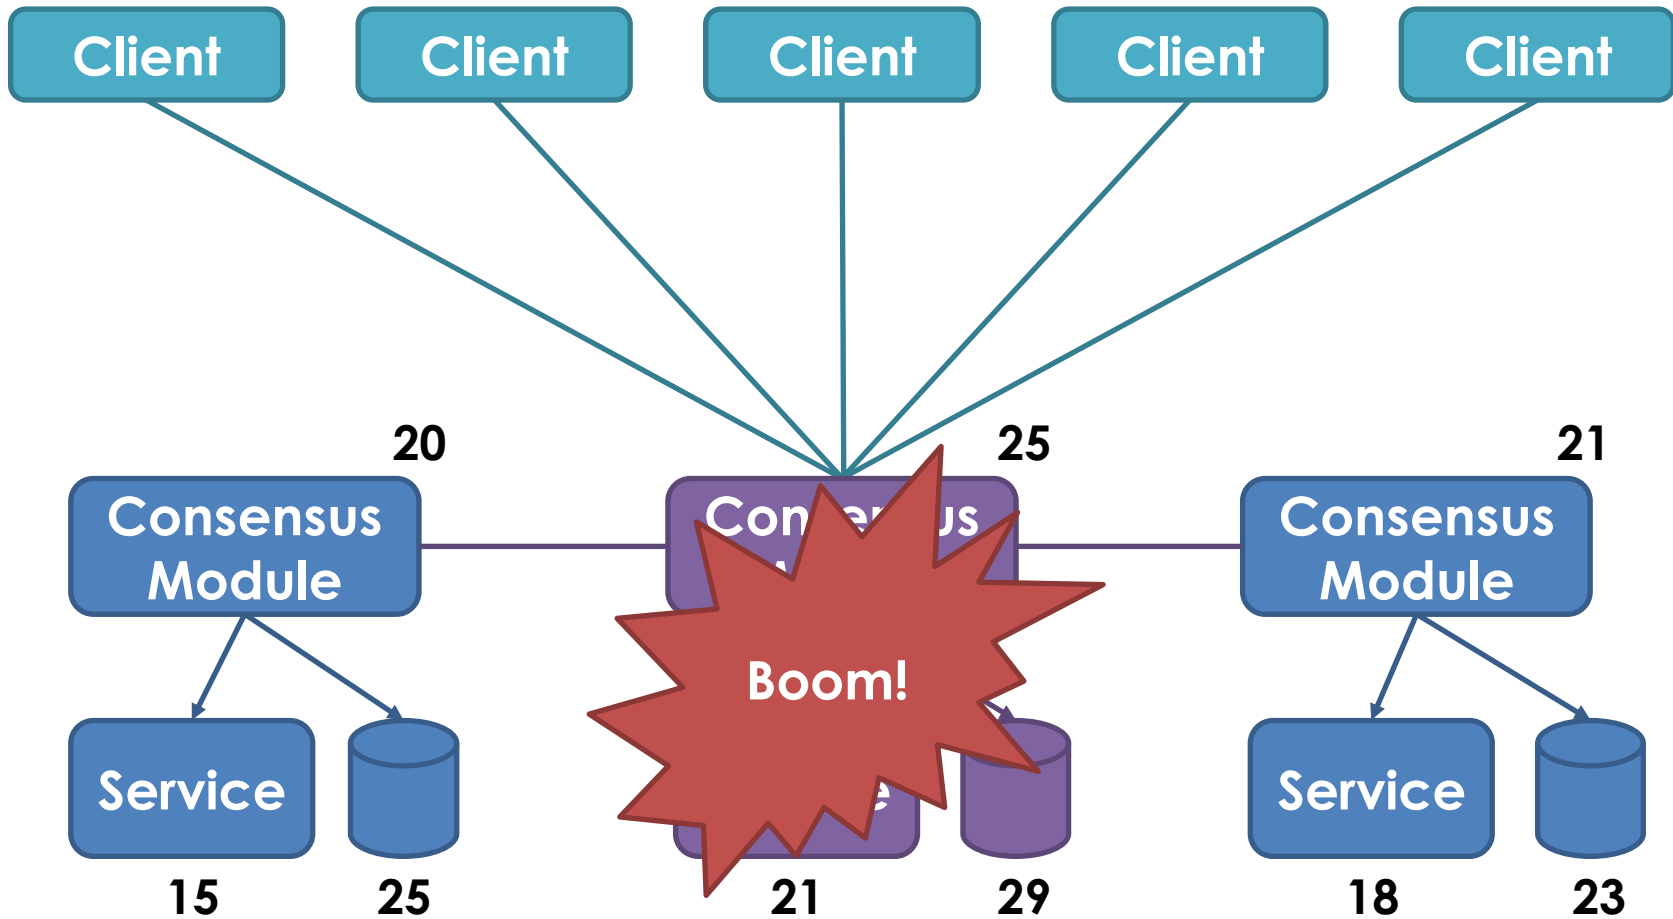 Client
Client
Client
Client
Client
20
25
21
Consensus
Module
Consensus
Module
Boom!
Service
Service
15
25
21
29
18
23